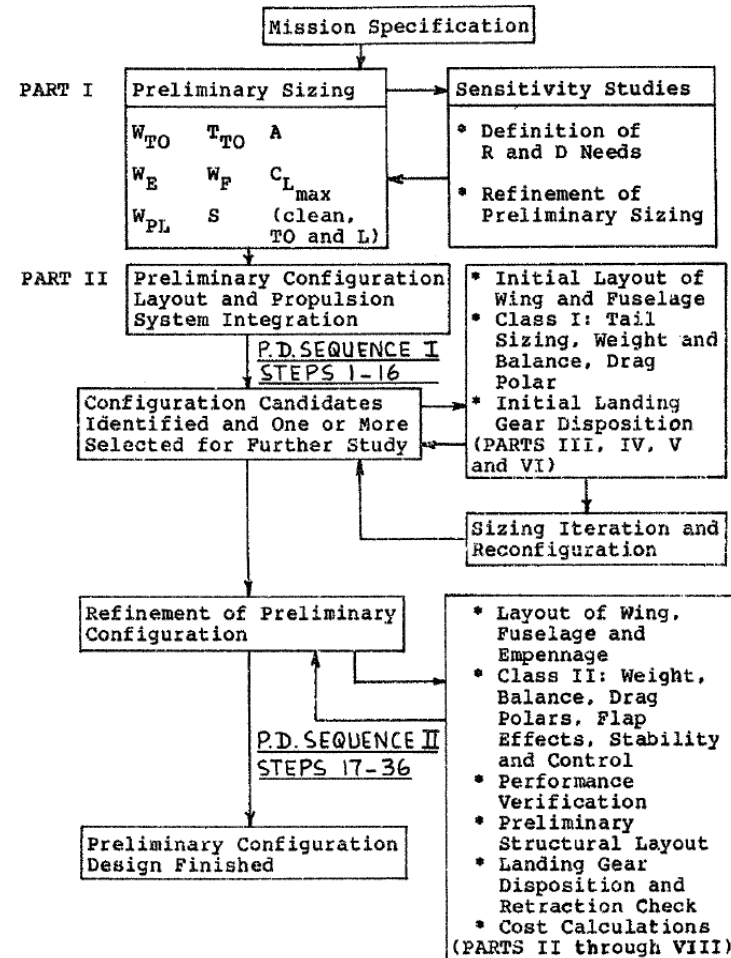 Mission Specification
PART I
Preliminary Sizing
W_TO T_TO A
W_E W_F C_L_max
W_PL S (clean,
TO and L)
Sensitivity Studies
* Definition of
R and D Needs
* Refinement of
Preliminary Sizing
PART II
Preliminary Configuration
Layout and Propulsion
System Integration
P.D. SEQUENCE I
STEPS 1-16
Configuration Candidates
Identified and One or More
Selected for Further Study
* Initial Layout of
Wing and Fuselage
* Class I: Tail
Sizing, Weight and
Balance, Drag
Polar
* Initial Landing
Gear Disposition
(PARTS III, IV, V
and VI)
Sizing Iteration and
Reconfiguration
Refinement of Preliminary
Configuration
* Layout of Wing,
Fuselage and
Empennage
* Class II: Weight,
Balance, Drag
Polars, Flap
Effects, Stability
and Control
* Performance
Verification
* Preliminary
Structural Layout
* Landing Gear
Disposition and
Retraction Check
* Cost Calculations
(PARTS II through VIII)
P.D. SEQUENCE II
STEPS 17-36
Preliminary Configuration
Design Finished